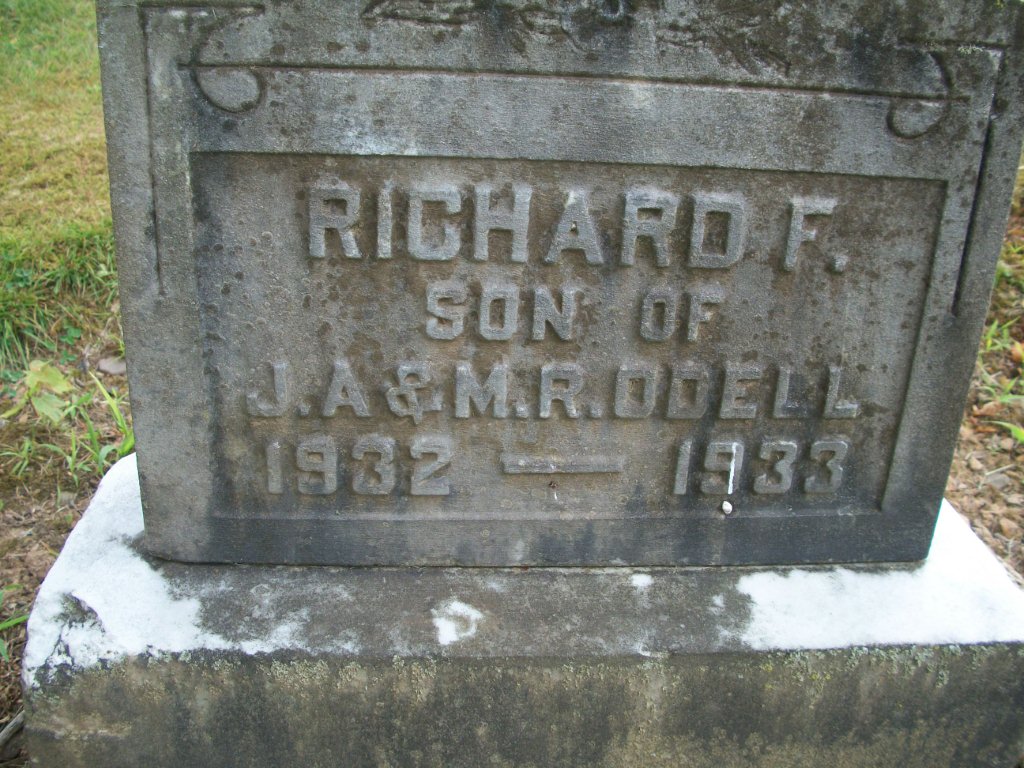 RICHARD F.
SON OF
J.A. & M.R. ODELL
1932 — 1933